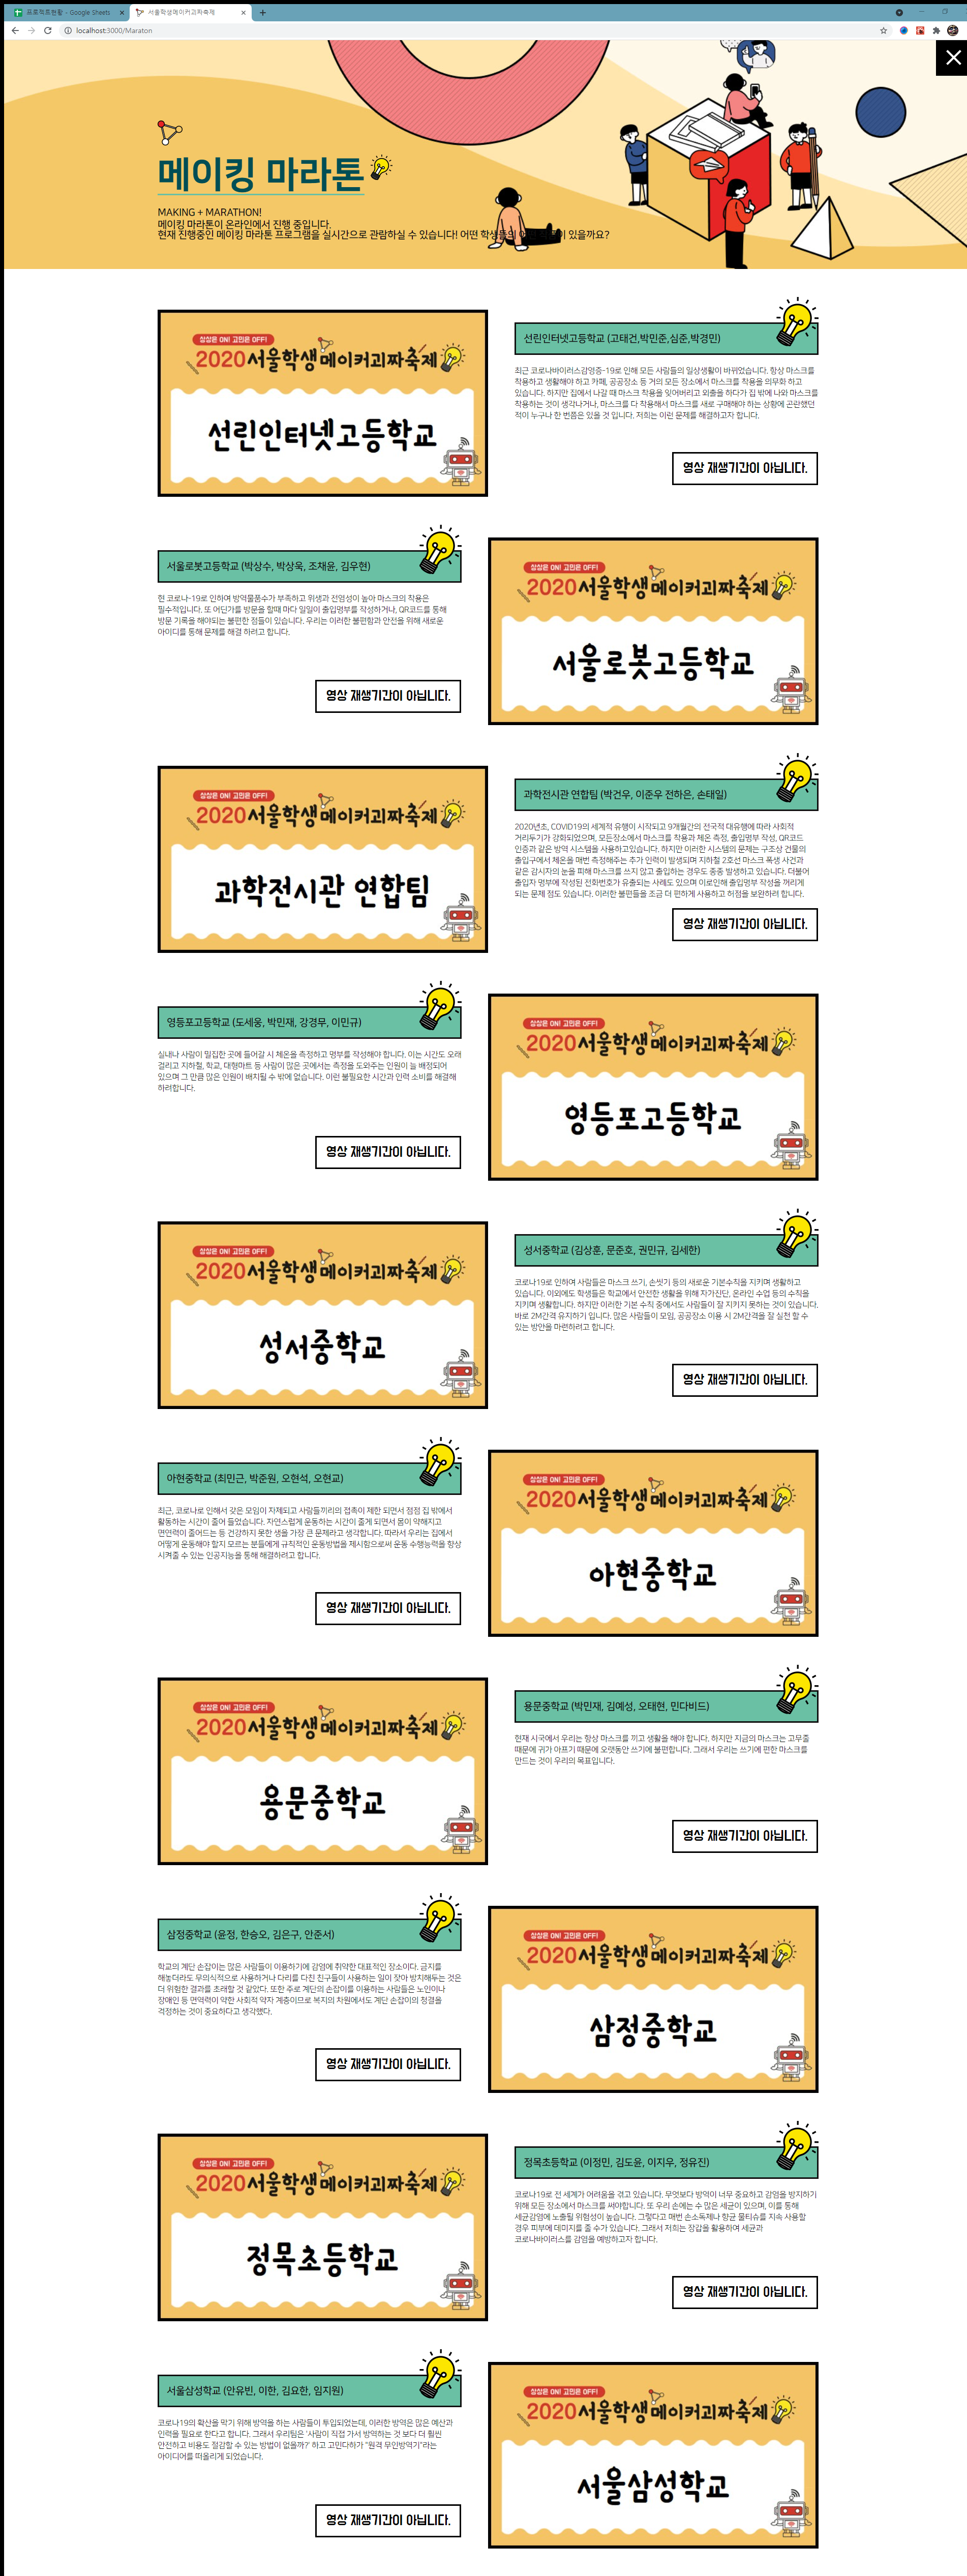 프로젝트현황 - Google Sheets
서울학생메이커괴짜축제
localhost:3000/Maraton
메이킹 마라톤
MAKING + MARATHON!
메이킹 마라톤이 온라인에서 진행 중입니다.
현재 진행중인 메이킹 마라톤 프로그램을 실시간으로 관람하실 수 있습니다! 어떤 학생들의 이 있을까요?
상상은 ON! 고민은 OFF!
2020서울학생메이커괴짜축제
선린인터넷고등학교
선린인터넷고등학교 (고태건,박민준,심준,박경민)
최근 코로나바이러스감염증-19로 인해 모든 사람들의 일상생활이 바뀌었습니다. 항상 마스크를
착용하고 생활해야 하고 카페, 공공장소 등 거의 모든 장소에서 마스크를 착용을 의무화 하고
있습니다. 하지만 집에서 나갈 때 마스크 착용을 잊어버리고 외출을 하다가 집 밖에 나와 마스크를
착용하는 것이 생각나거나, 마스크를 다 착용해서 마스크를 새로 구매해야 하는 상황에 곤란했던
적이 누구나 한 번쯤은 있을 것 입니다. 저희는 이런 문제를 해결하고자 합니다.
영상 재생기간이 아닙니다.
서울로봇고등학교 (박상수, 박상욱, 조채윤, 김우현)
현 코로나-19로 인하여 방역물품수가 부족하고 위생과 전염성이 높아 마스크의 착용은
필수적입니다. 또 어딘가를 방문을 할때 마다 일일이 출입명부를 작성하거나, QR코드를 통해
방문 기록을 해야되는 불편한 점들이 있습니다. 우리는 이러한 불편함과 안전을 위해 새로운
아이디를 통해 문제를 해결 하려고 합니다.
영상 재생기간이 아닙니다.
상상은 ON! 고민은 OFF!
2020서울학생메이커괴짜축제
서울로봇고등학교
상상은 ON! 고민은 OFF!
2020서울학생메이커괴짜축제
과학전시관 연합팀
과학전시관 연합팀 (박건우, 이준우 전하은, 손태일)
2020년초, COVID19의 세계적 유행이 시작되고 9개월간의 전국적 대유행에 따라 사회적
거리두기가 강화되었으며, 모든장소에서 마스크를 착용과 체온 측정, 출입명부 작성, QR코드
인증과 같은 방역 시스템을 사용하고있습니다. 하지만 이러한 시스템의 문제는 구조상 건물의
출입구에서 체온을 매번 측정해주는 추가 인력이 발생되며 지하철 2호선 마스크 폭행 사건과
같은 감시자의 눈을 피해 마스크를 쓰지 않고 출입하는 경우도 종종 발생하고 있습니다. 더불어
출입자 명부에 작성된 전화번호가 유출되는 사례도 있으며 이로인해 출입명부 작성을 꺼리게
되는 문제 점도 있습니다. 이러한 불편들을 조금 더 편하게 사용하고 허점을 보완하려 합니다.
영상 재생기간이 아닙니다.
영등포고등학교 (도세웅, 박민재, 강경무, 이민규)
실내나 사람이 밀집한 곳에 들어갈 시 체온을 측정하고 명부를 작성해야 합니다. 이는 시간도 오래
걸리고 지하철, 학교, 대형마트 등 사람이 많은 곳에서는 측정을 도와주는 인원이 늘 배정되어
있으며 그 만큼 많은 인원이 배치될 수 밖에 없습니다. 이런 불필요한 시간과 인력 소비를 해결해
하려합니다.
영상 재생기간이 아닙니다.
상상은 ON! 고민은 OFF!
2020서울학생메이커괴짜축제
영등포고등학교
상상은 ON! 고민은 OFF!
2020서울학생메이커괴짜축제
성서중학교
성서중학교 (김상훈, 문준호, 권민규, 김세한)
코로나19로 인하여 사람들은 마스크 쓰기, 손씻기 등의 새로운 기본수직을 지키며 생활하고
있습니다. 이외에도 학생들은 학교에서 안전한 생활을 위해 자가진단, 온라인 수업 등의 수직을
지키며 생활합니다. 하지만 이러한 기본 수직 중에서도 사람들이 잘 지키지 못하는 것이 있습니다.
바로 2M간격 유지하기 입니다. 많은 사람들이 모임, 공공장소 이용 시 2M간격을 잘 실천 할 수
있는 방안을 마련하려고 합니다.
영상 재생기간이 아닙니다.
아현중학교 (최민근, 박준원, 오현석, 오현교)
최근, 코로나로 인해서 갖은 모임이 자제되고 사람들끼리의 접촉이 제한 되면서 점점 집 밖에서
활동하는 시간이 줄어 들었습니다. 자연스럽게 운동하는 시간이 줄게 되면서 몸이 약해지고
면연력이 줄어드는 등 건강하지 못한 생을 가장 큰 문제라고 생각합니다. 따라서 우리는 집에서
어떻게 운동해야 할지 모르는 분들에게 규칙적인 운동방법을 제시함으로써 운동 수행능력을 향상
시켜줄 수 있는 인공지능을 통해 해결하려고 합니다.
영상 재생기간이 아닙니다.
상상은 ON! 고민은 OFF!
2020서울학생메이커괴짜축제
아현중학교
상상은 ON! 고민은 OFF!
2020서울학생메이커괴짜축제
용문중학교
용문중학교 (박민재, 김예성, 오태현, 민다비드)
현재 시국에서 우리는 항상 마스크를 끼고 생활을 해야 합니다. 하지만 지금의 마스크는 고무줄
때문에 귀가 아프기 때문에 오랫동안 쓰기에 불편합니다. 그래서 우리는 쓰기에 편한 마스크를
만드는 것이 우리의 목표입니다.
영상 재생기간이 아닙니다.
삼정중학교 (윤정, 한승오, 김은구, 안준서)
학교의 계단 손잡이는 많은 사람들이 이용하기에 감염에 취약한 대표적인 장소이다. 금지를
해놓더라도 무의식적으로 사용하거나 다리를 다친 친구들이 사용하는 일이 잦아 방치해두는 것은
더 위험한 결과를 초래할 것 같았다. 또한 주로 계단의 손잡이를 이용하는 사람들은 노인이나
장애인 등 면역력이 약한 사회적 약자 계층이므로 복지의 차원에서도 계단 손잡이의 청결을
걱정하는 것이 중요하다고 생각했다.
영상 재생기간이 아닙니다.
상상은 ON! 고민은 OFF!
2020서울학생메이커괴짜축제
삼정중학교
상상은 ON! 고민은 OFF!
2020서울학생메이커괴짜축제
정목초등학교
정목초등학교 (이정민, 김도윤, 이지우, 정유진)
코로나19로 전 세계가 어려움을 겪고 있습니다. 무엇보다 방역이 너무 중요하고 감염을 방지하기
위해 모든 장소에서 마스크를 써야합니다. 또 우리 손에는 수 많은 세균이 있으며, 이를 통해
세균감염에 노출될 위험성이 높습니다. 그렇다고 매번 손소독제나 항균 물티슈를 지속 사용할
경우 피부에 데미지를 줄 수가 있습니다. 그래서 저희는 장갑을 활용하여 세균과
코로나바이러스를 감염을 예방하고자 합니다.
영상 재생기간이 아닙니다.
서울삼성학교 (안유빈, 이한, 김요한, 임지원)
코로나19의 확산을 막기 위해 방역을 하는 사람들이 투입되었는데, 이러한 방역은 많은 예산과
인력을 필요로 한다고 합니다. 그래서 우리팀은 '사람이 직접 가서 방역하는 것 보다 더 훨씬
안전하고 비용도 절감할 수 있는 방법이 없을까?' 하고 고민다하가 "원격 무인방역기"라는
아이디어를 떠올리게 되었습니다.
영상 재생기간이 아닙니다.
상상은 ON! 고민은 OFF!
2020서울학생메이커괴짜축제
서울삼성학교